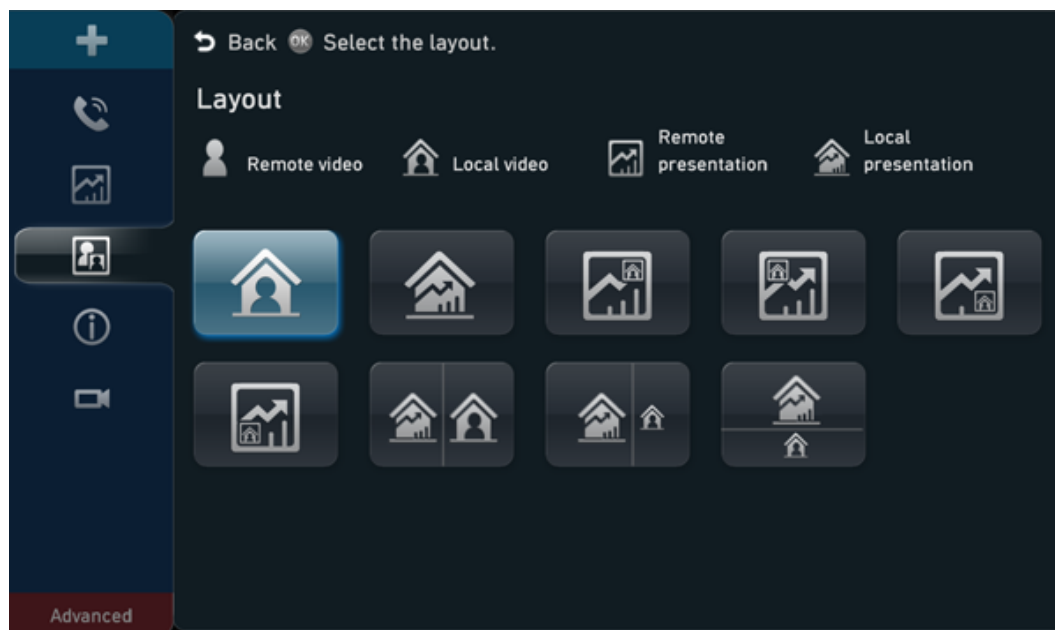 Back OK Select the layout.
Layout
Remote video
Local video
Remote
presentation
Local
presentation
Advanced